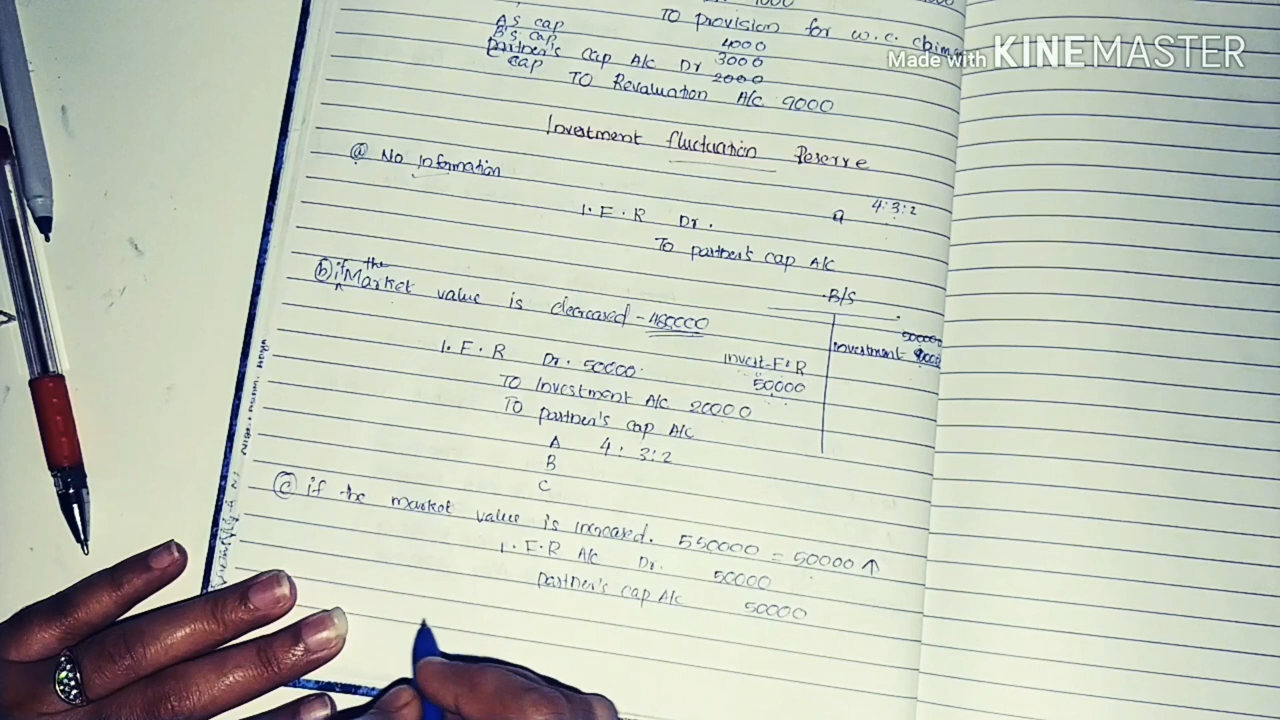 1000
TO provision for w.c. claim
A's cap 4000
B's cap 3000
partner's cap A/c Dr 2000
cap
TO Revaluation A/c 9000
Made with KINEMASTER
Investment fluctuation Reserve
(a) No information
4:3:2
I.F.R Dr.
To partner's cap A/c
(b) if the Market value is decreased - 480000
B/S
500000
Invest-F.R Investment
50000
I.F.R Dr. 50000
TO Investment A/c 20000
TO partner's cap A/c
A 4:3:2
B
C
(c) if the market value is increased. 550000 = 50000 ↑
I.F.R A/c Dr. 50000
partner's cap A/c 50000